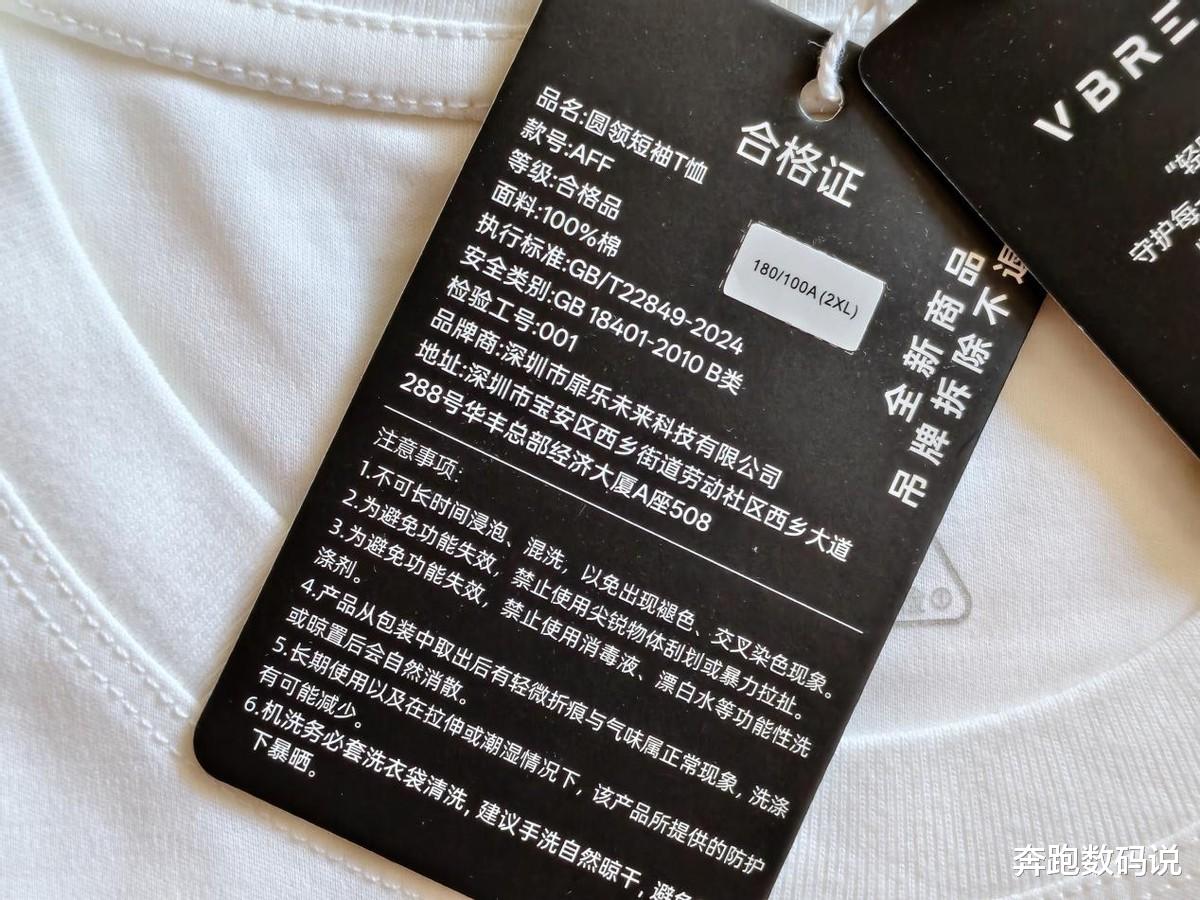 合格证
180/100A(2XL)
品名:圆领短袖T恤
款号:AFF
等级:合格品
面料:100%棉
执行标准:GB/T22849-2024
安全类别:GB 18401-2010 B类
检验工号:001
品牌商:深圳市扉乐未来科技有限公司
地址:深圳市宝安区西乡街道劳动社区西乡大道
288号华丰总部经济大厦A座508
全新商品
吊牌拆除不退
注意事项:
1.不可长时间浸泡、混洗，以免出现褪色、交叉染色现象。
2.为避免功能失效，禁止使用尖锐物体刮划或暴力拉扯。
3.为避免功能失效，禁止使用消毒液、漂白水等功能性洗
涤剂。
4.产品从包装中取出后有轻微折痕与气味属正常现象，洗涤
或晾置后会自然消散。
5.长期使用以及在拉伸或潮湿情况下，该产品所提供的防护
有可能减少。
6.机洗务必套洗衣袋清洗，建议手洗自然晾干，避免
下暴晒。
VBRE
"轻
守护每
奔跑数码说